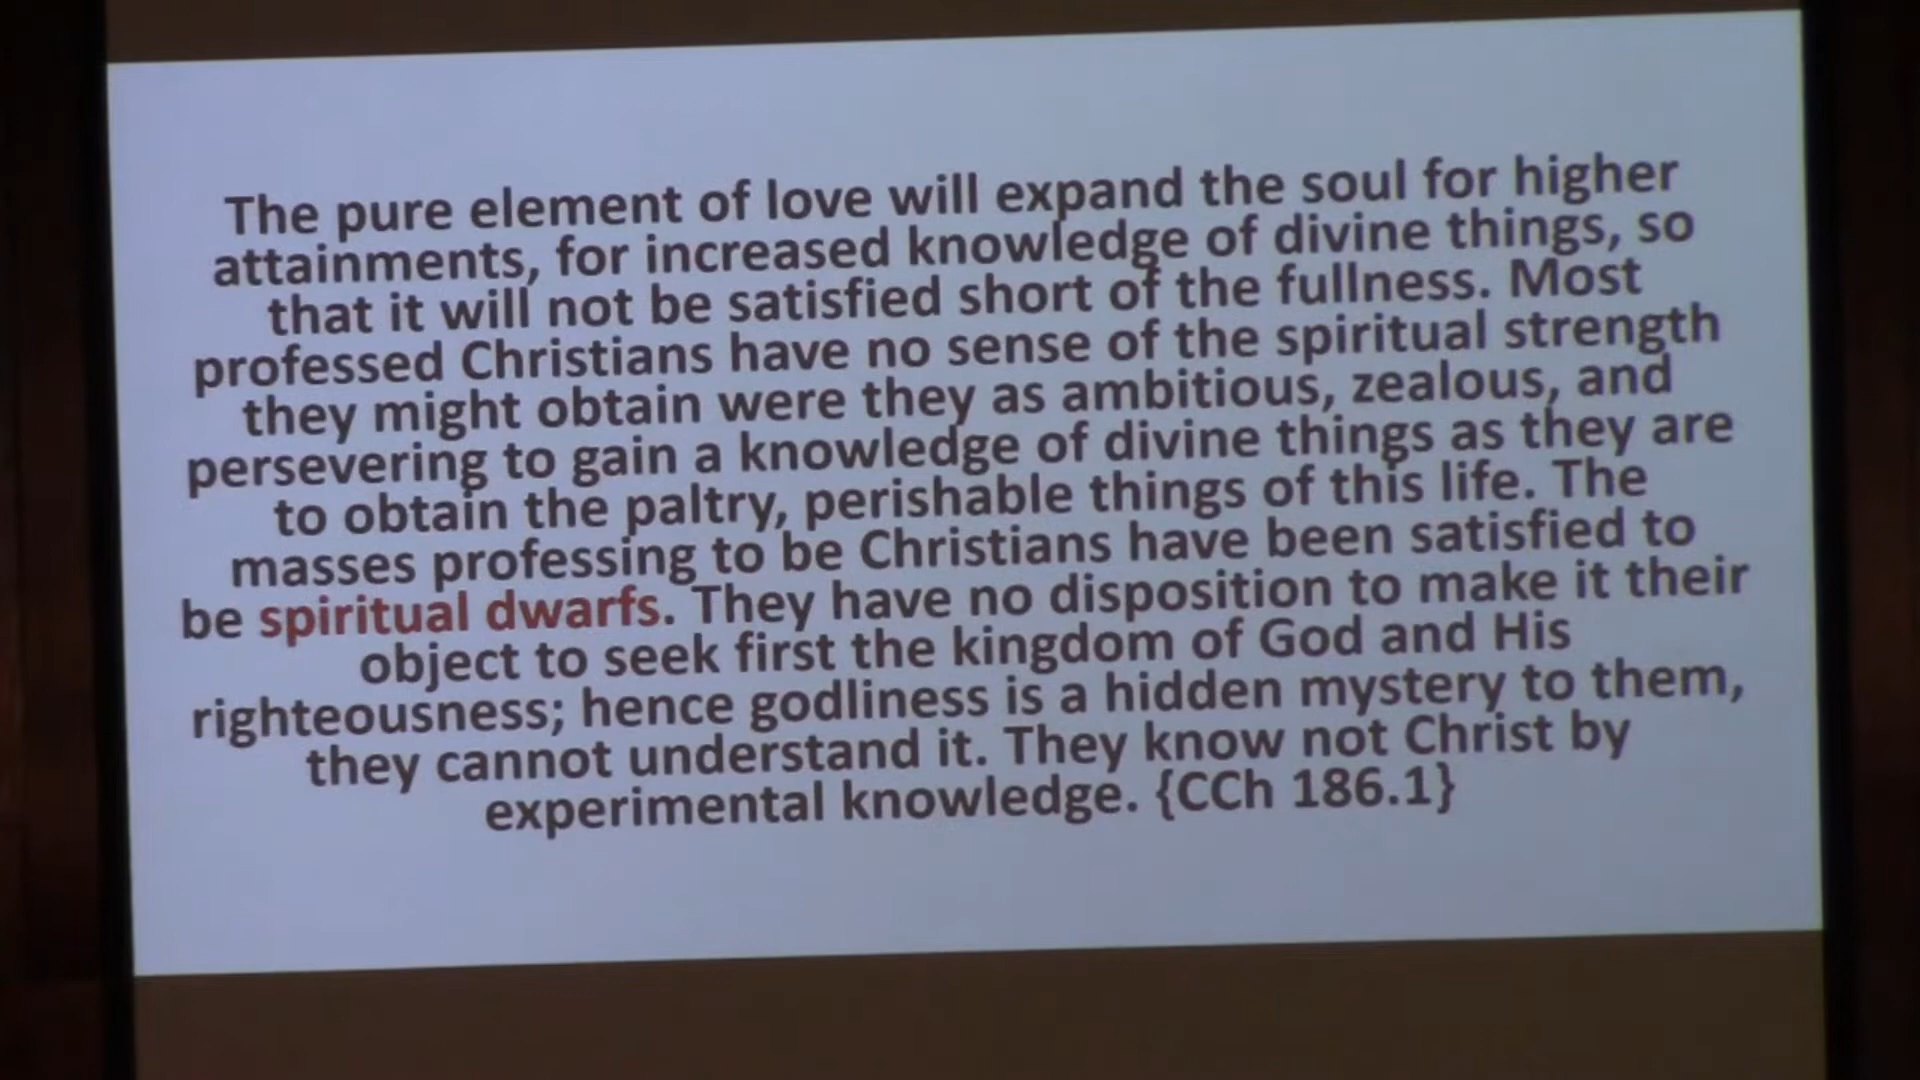 The pure element of love will expand the soul for higher
attainments, for increased knowledge of divine things, so
that it will not be satisfied short of the fullness. Most
professed Christians have no sense of the spiritual strength
they might obtain were they as ambitious, zealous, and
persevering to gain a knowledge of divine things as they are
to obtain the paltry, perishable things of this life. The
masses professing to be Christians have been satisfied to
be spiritual dwarfs. They have no disposition to make it their
object to seek first the kingdom of God and His
righteousness; hence godliness is a hidden mystery to them,
they cannot understand it. They know not Christ by
experimental knowledge. {CCh 186.1}